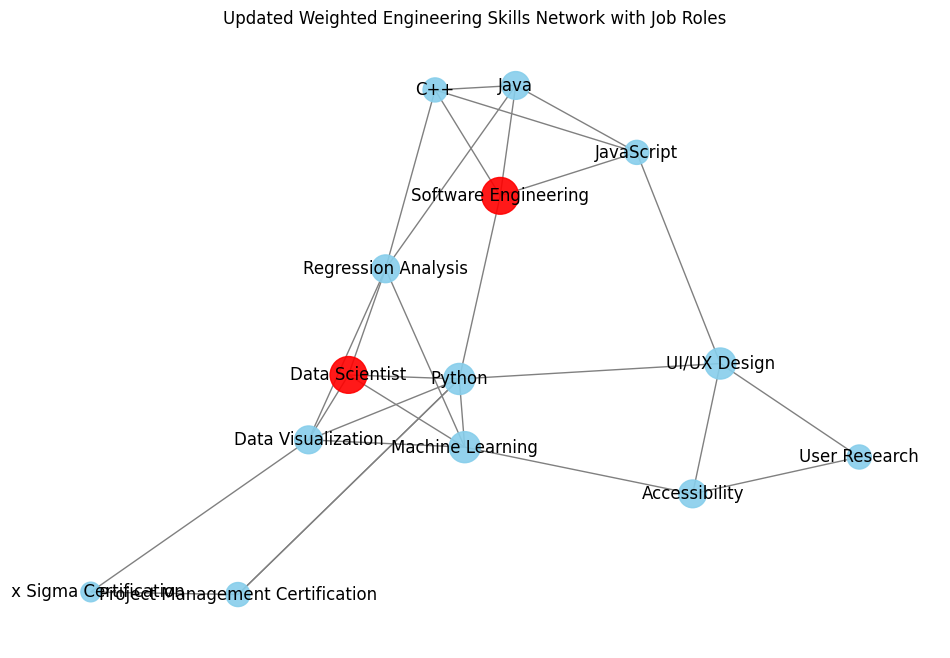 Updated Weighted Engineering Skills Network with Job Roles
C++
Java
JavaScript
Software Engineering
Regression Analysis
UI/UX Design
Data Scientist
Python
Data Visualization
Machine Learning
User Research
Accessibility
x Sigma Certification
Project Management Certification